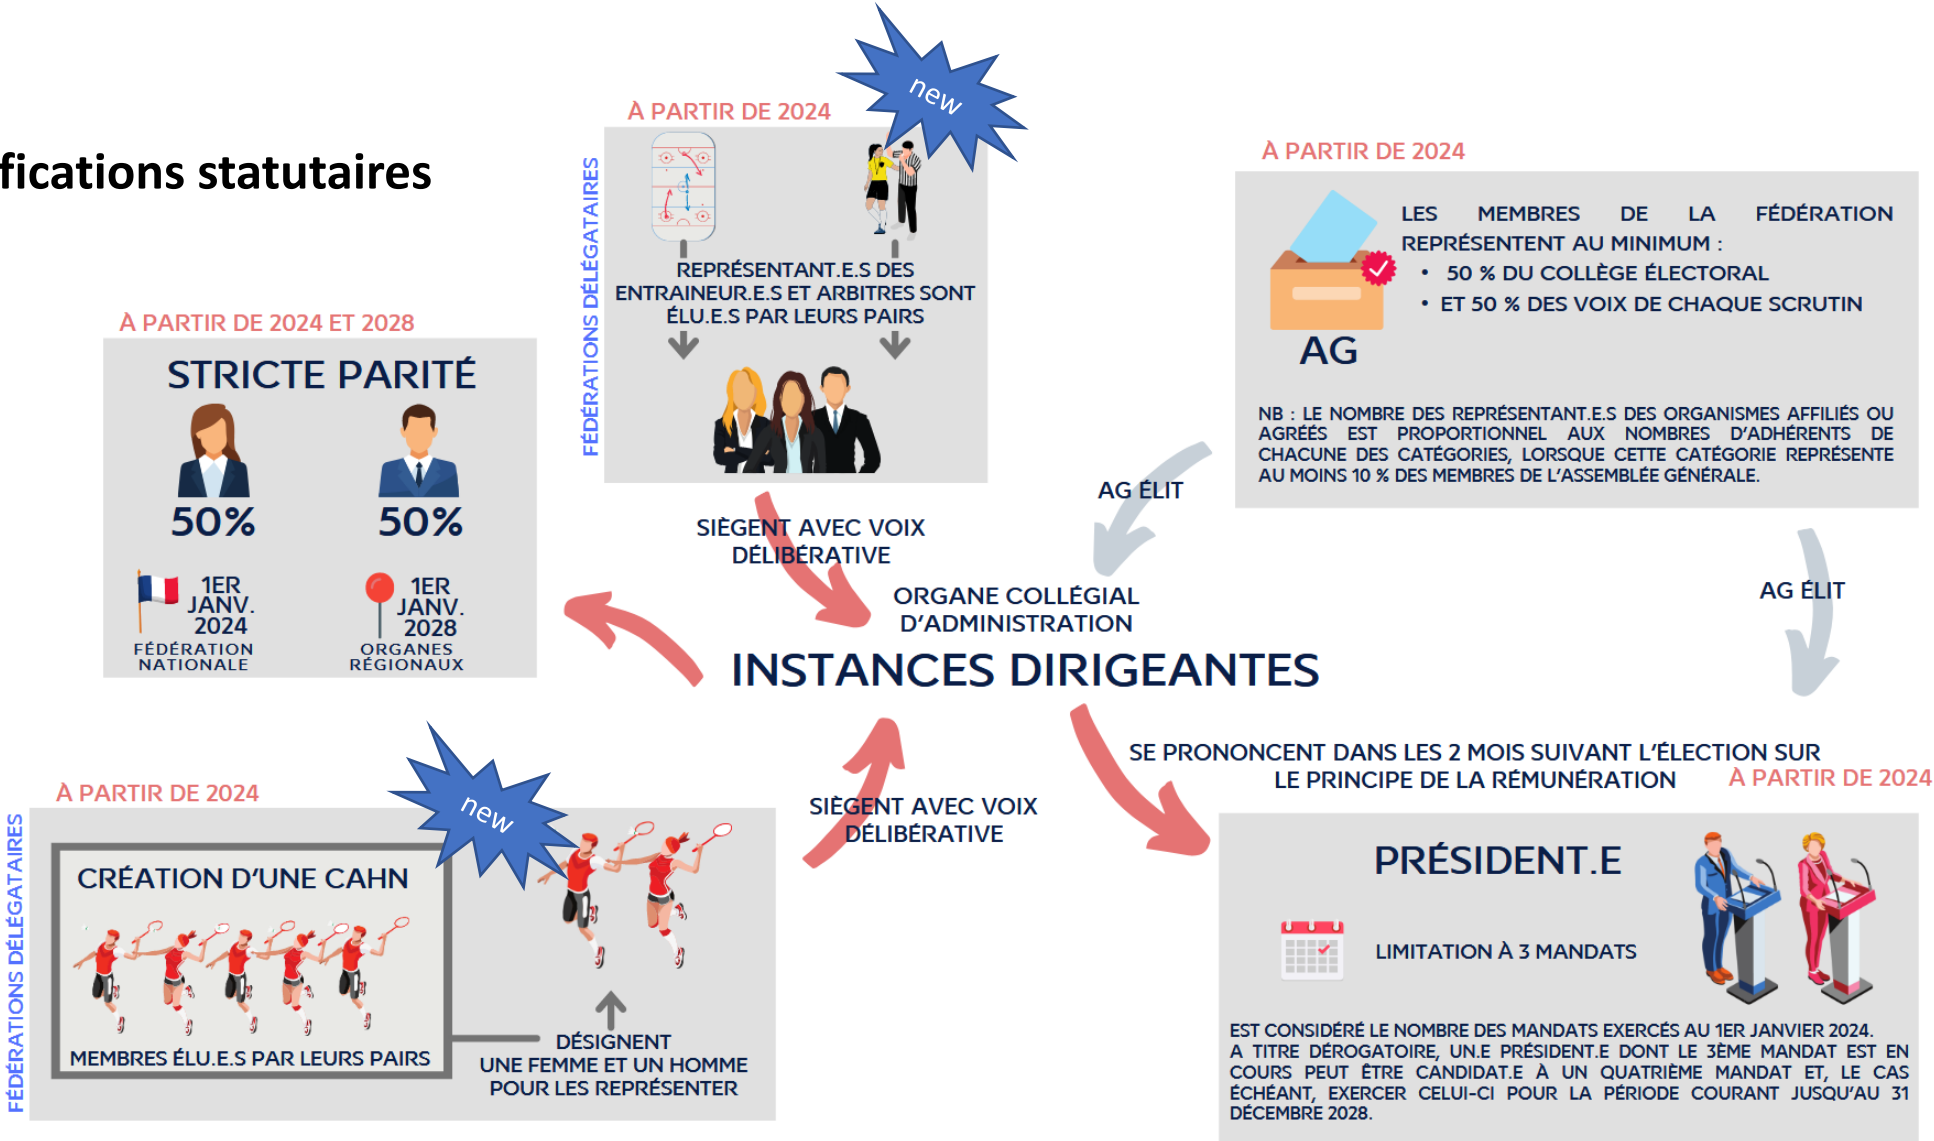 fications statutaires
À PARTIR DE 2024
new
FÉDÉRATIONS DÉLÉGATAIRES
REPRÉSENTANT.E.S DES
ENTRAINEUR.E.S ET ARBITRES SONT
ÉLU.E.S PAR LEURS PAIRS
SIÈGENT AVEC VOIX
DÉLIBÉRATIVE
À PARTIR DE 2024
LES MEMBRES DE LA FÉDÉRATION
REPRÉSENTENT AU MINIMUM :
• 50 % DU COLLÈGE ÉLECTORAL
• ET 50 % DES VOIX DE CHAQUE SCRUTIN
AG
NB : LE NOMBRE DES REPRÉSENTANT.E.S DES ORGANISMES AFFILIÉS OU
AGRÉÉS EST PROPORTIONNEL AUX NOMBRES D'ADHÉRENTS DE
CHACUNE DES CATÉGORIES, LORSQUE CETTE CATÉGORIE REPRÉSENTE
AU MOINS 10 % DES MEMBRES DE L'ASSEMBLÉE GÉNÉRALE.
AG ÉLIT
AG ÉLIT
À PARTIR DE 2024 ET 2028
STRICTE PARITÉ
50%
50%
1ER
JANV.
2024
FÉDÉRATION
NATIONALE
1ER
JANV.
2028
ORGANES
RÉGIONAUX
ORGANE COLLÉGIAL
D'ADMINISTRATION
INSTANCES DIRIGEANTES
À PARTIR DE 2024
new
FÉDÉRATIONS DÉLÉGATAIRES
CRÉATION D'UNE CAHN
MEMBRES ÉLU.E.S PAR LEURS PAIRS
DÉSIGNENT
UNE FEMME ET UN HOMME
POUR LES REPRÉSENTER
SIÈGENT AVEC VOIX
DÉLIBÉRATIVE
SE PRONONCENT DANS LES 2 MOIS SUIVANT L'ÉLECTION SUR
LE PRINCIPE DE LA RÉMUNÉRATION
À PARTIR DE 2024
PRÉSIDENT.E
LIMITATION À 3 MANDATS
EST CONSIDÉRÉ LE NOMBRE DES MANDATS EXERCÉS AU 1ER JANVIER 2024.
A TITRE DÉROGATOIRE, UN.E PRÉSIDENT.E DONT LE 3ÈME MANDAT EST EN
COURS PEUT ÊTRE CANDIDAT.E À UN QUATRIÈME MANDAT ET, LE CAS
ÉCHÉANT, EXERCER CELUI-CI POUR LA PÉRIODE COURANT JUSQU'AU 31
DÉCEMBRE 2028.